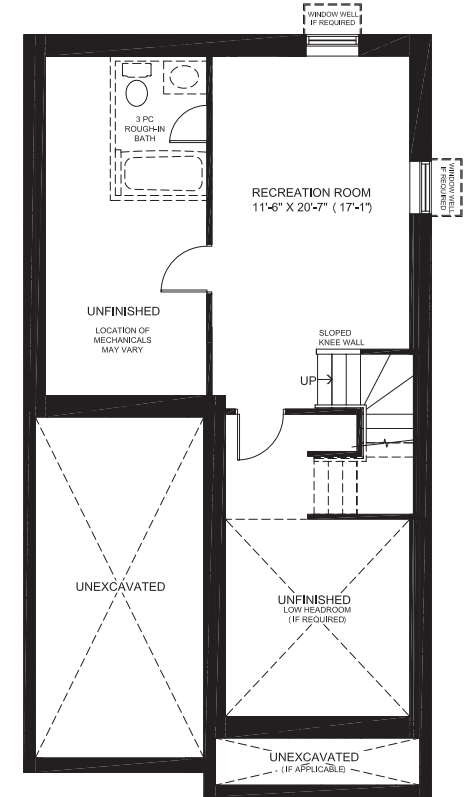 WINDOW WELL
IF REQUIRED
3 PC
ROUGH-IN
BATH
WINDOW WELL
IF REQUIRED
RECREATION ROOM
11'-6" X 20'-7" ( 17'-1")
UNFINISHED
LOCATION OF
MECHANICALS
MAY VARY
SLOPED
KNEE WALL
UP
UNEXCAVATED
UNFINISHED
LOW HEADROOM
(IF REQUIRED)
UNEXCAVATED
(IF APPLICABLE)